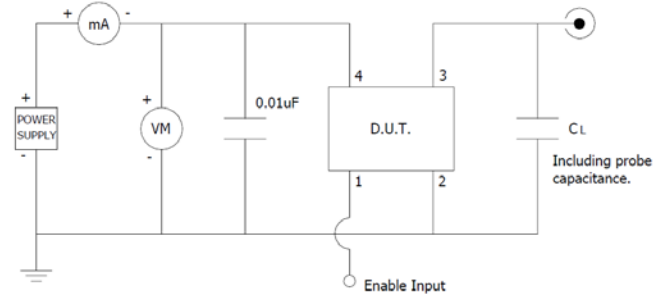 + mA -
+
POWER
SUPPLY
-
+
VM
-
0.01uF
4
3
D.U.T.
1
2
CL
Including probe
capacitance.
Enable Input